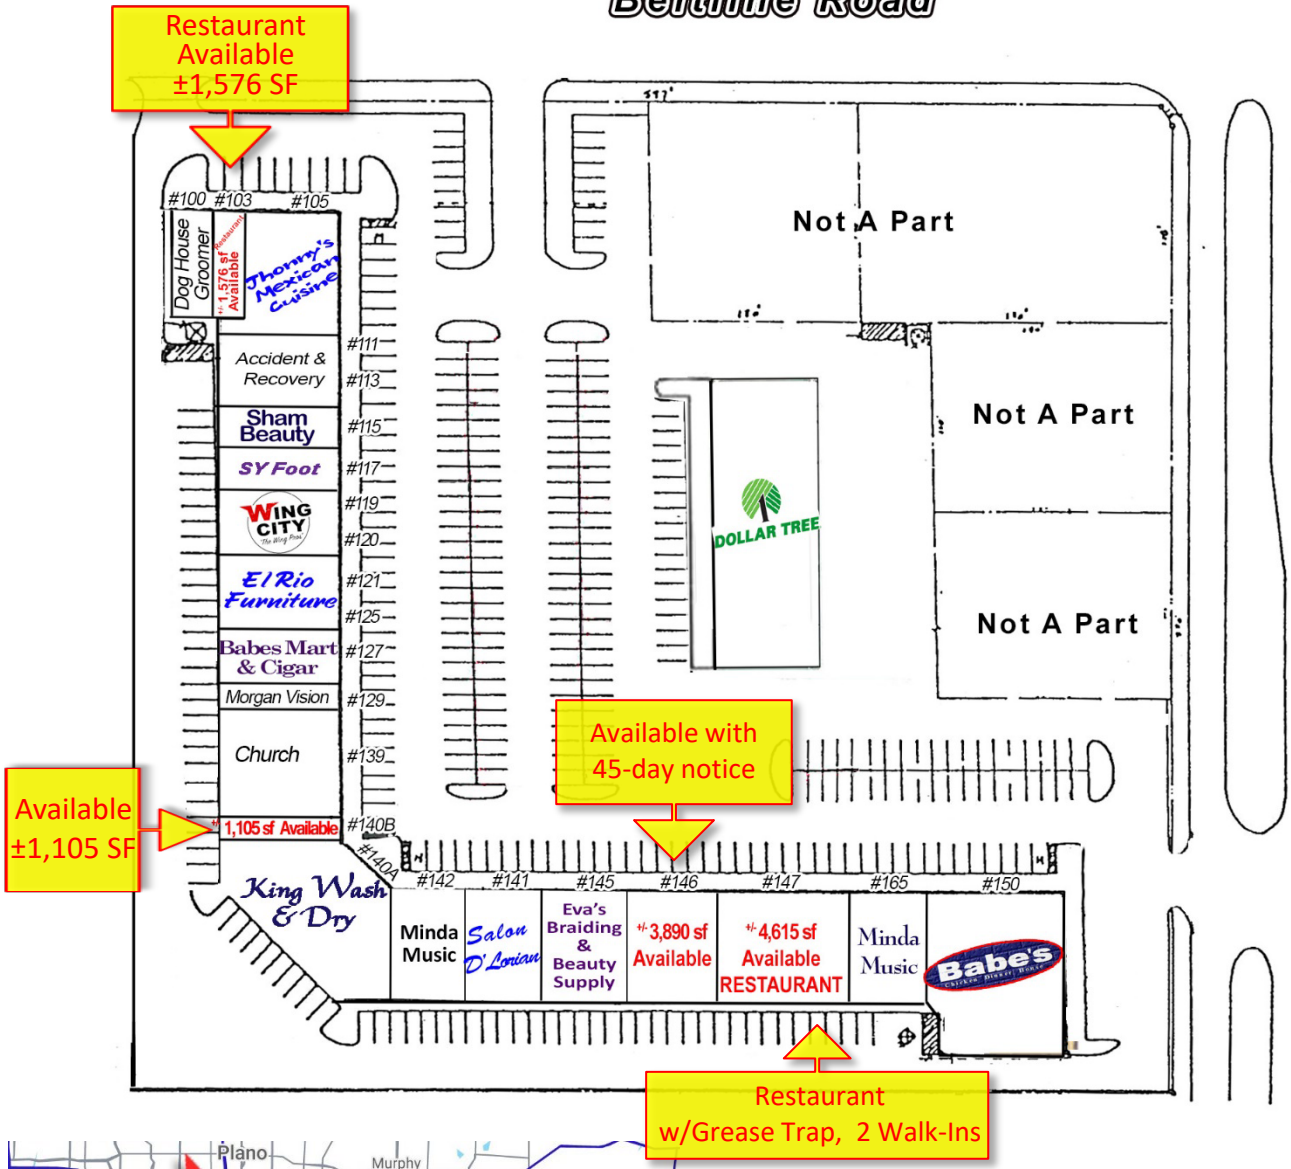 Beltline Road
Restaurant
Available
±1,576 SF
#100 #103 #105
Dog House
Groomer
+/- 1,576 sf Restaurant
Available
Jhonny's
Mexican
Cuisine
Not A Part
Accident &
Recovery
#111
#113
Sham
Beauty
#115
SY Foot
#117
WING
CITY
#119
#120
El Rio
Furniture
#121
#125
Babes Mart
& Cigar
#127
Morgan Vision
#129
Church
#139
+/- 1,105 sf Available
#140B
Available
±1,105 SF
DOLLAR TREE
Not A Part
Not A Part
Available with
45-day notice
#140A
#142 #141 #145 #146 #147 #165 #150
King Wash
& Dry
Minda
Music
Salon
D'Lorian
Eva's
Braiding
&
Beauty
Supply
+/- 3,890 sf
Available
+/- 4,615 sf
Available
RESTAURANT
Minda
Music
Babe's
Chicken Dinner House
Restaurant
w/Grease Trap, 2 Walk-Ins
Plano
Murphy